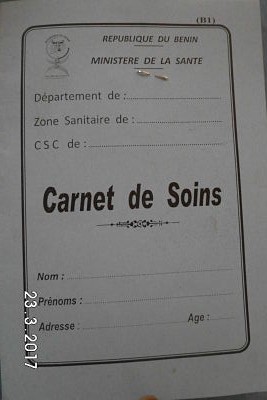 (B1)
REPUBLIQUE DU BENIN
MINISTERE DE LA SANTE
Département de :
Zone Sanitaire de :
CSC de :
Carnet de Soins
Nom :
Prénoms :
Age :
Adresse :
23.3.2017